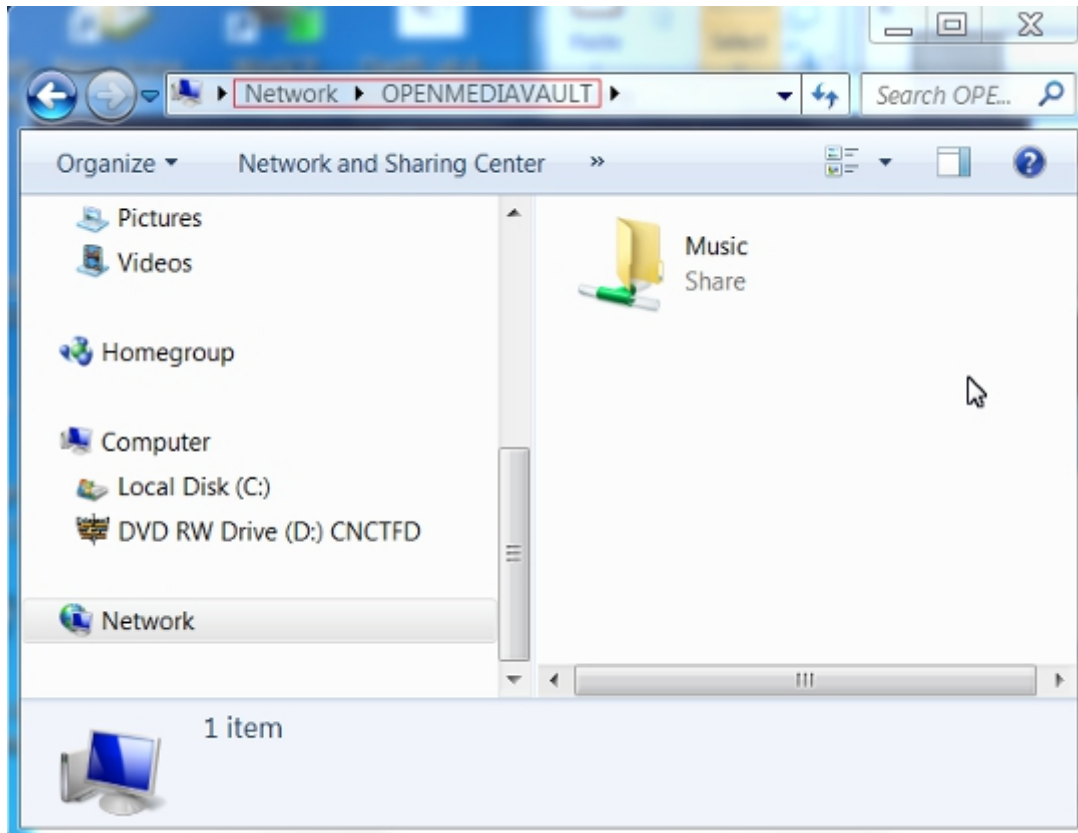 Network OPENMEDIAVAULT
Search OPE...
Organize
Network and Sharing Center
»
Pictures
Videos
Homegroup
Computer
Local Disk (C:)
DVD RW Drive (D:) CNCTFD
Network
Music
Share
1 item